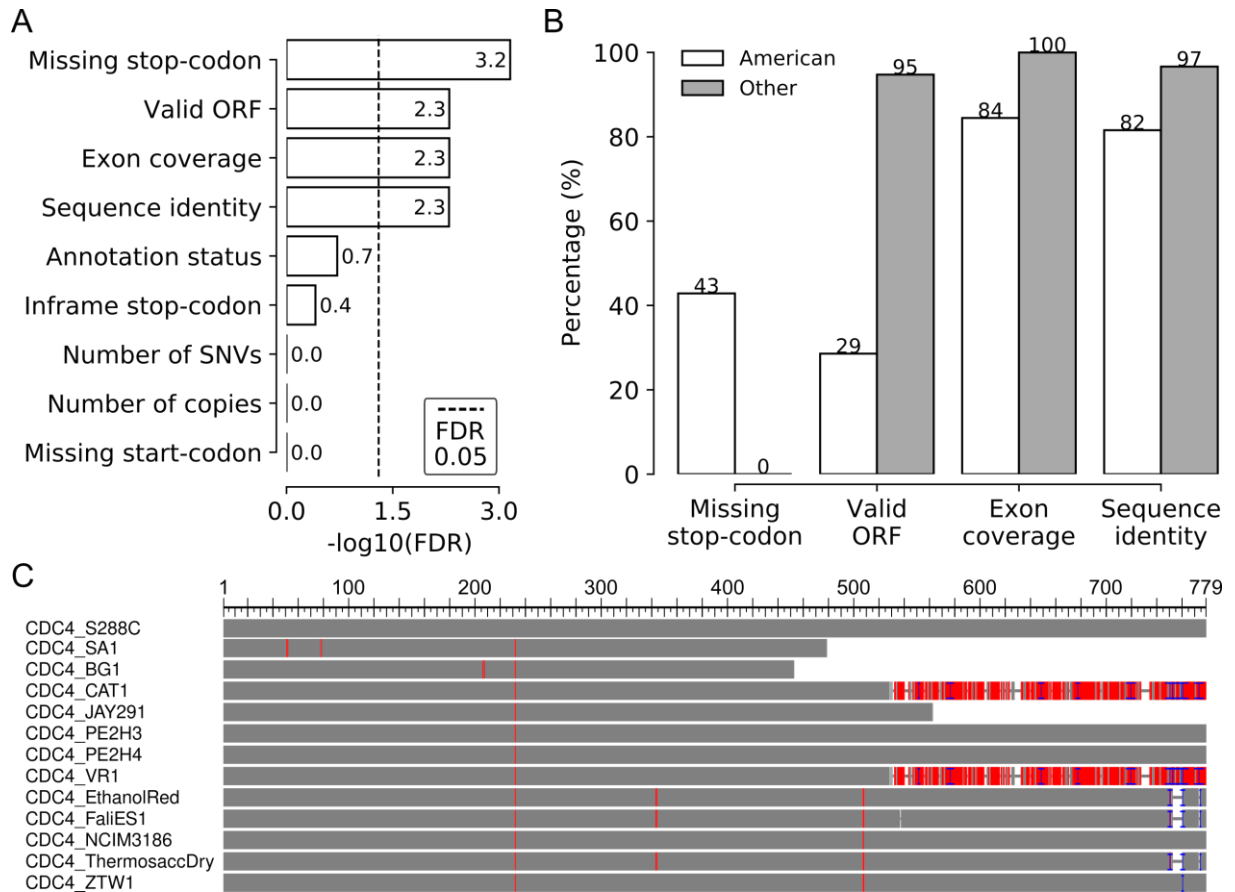 A
Missing stop-codon
3.2
Valid ORF
2.3
Exon coverage
2.3
Sequence identity
2.3
Annotation status
0.7
Inframe stop-codon
0.4
Number of SNVs
0.0
Number of copies
0.0
Missing start-codon
0.0
FDR
0.05
0.0 1.5 3.0
-log10(FDR)
B
Percentage (%)
100
80
60
40
20
0
American
Other
43
0
29
95
84
100
82
97
Missing
stop-codon
Valid
ORF
Exon
coverage
Sequence
identity
C
1 100 200 300 400 500 600 700 779
CDC4_S288C
CDC4_SA1
CDC4_BG1
CDC4_CAT1
CDC4_JAY291
CDC4_PE2H3
CDC4_PE2H4
CDC4_VR1
CDC4_EthanolRed
CDC4_FaliES1
CDC4_NCIM3186
CDC4_ThermosaccDry
CDC4_ZTW1